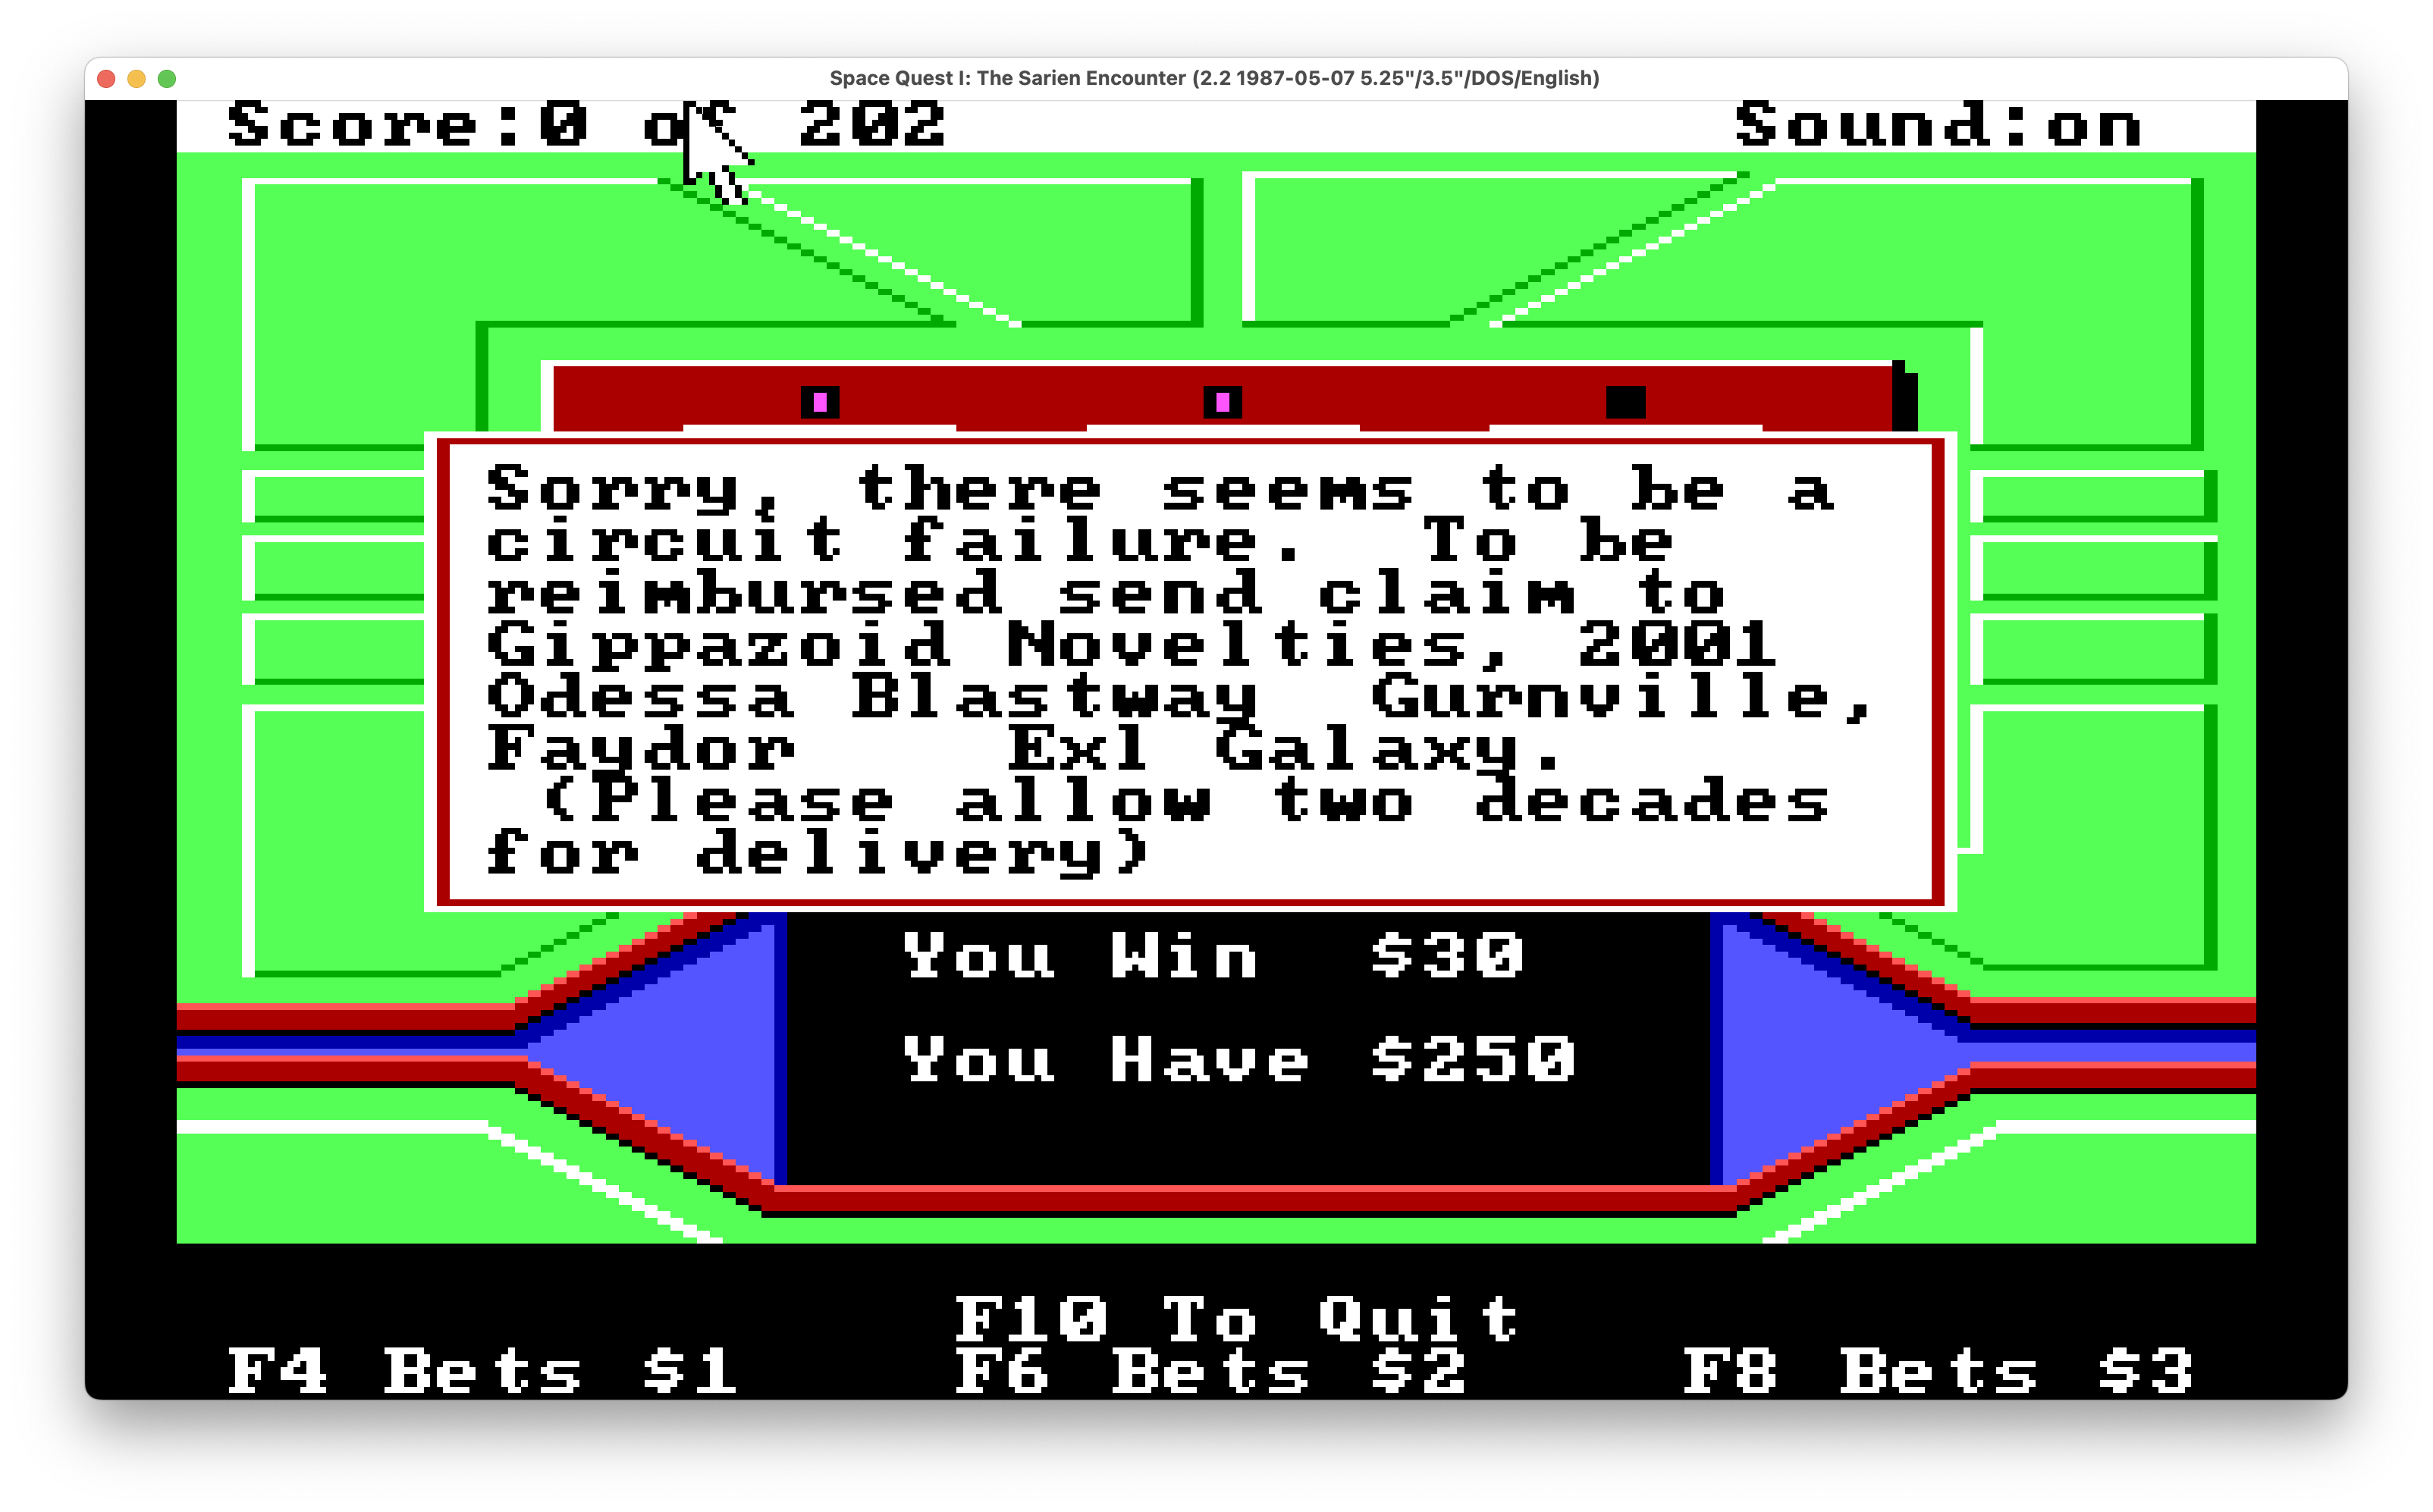 Space Quest I: The Sarien Encounter (2.2 1987-05-07 5.25"/3.5"/DOS/English)
Score:0 of 202 Sound:on
Sorry, there seems to be a
circuit failure.  To be
reimbursed send claim to
Gippazoid Novelties, 2001
Odessa Blastway  Gurnville,
Faydor    Exl Galaxy.
(Please allow two decades
for delivery)
You Win  $30
You Have $250
F10 To Quit
F4 Bets $1 F6 Bets $2 F8 Bets $3